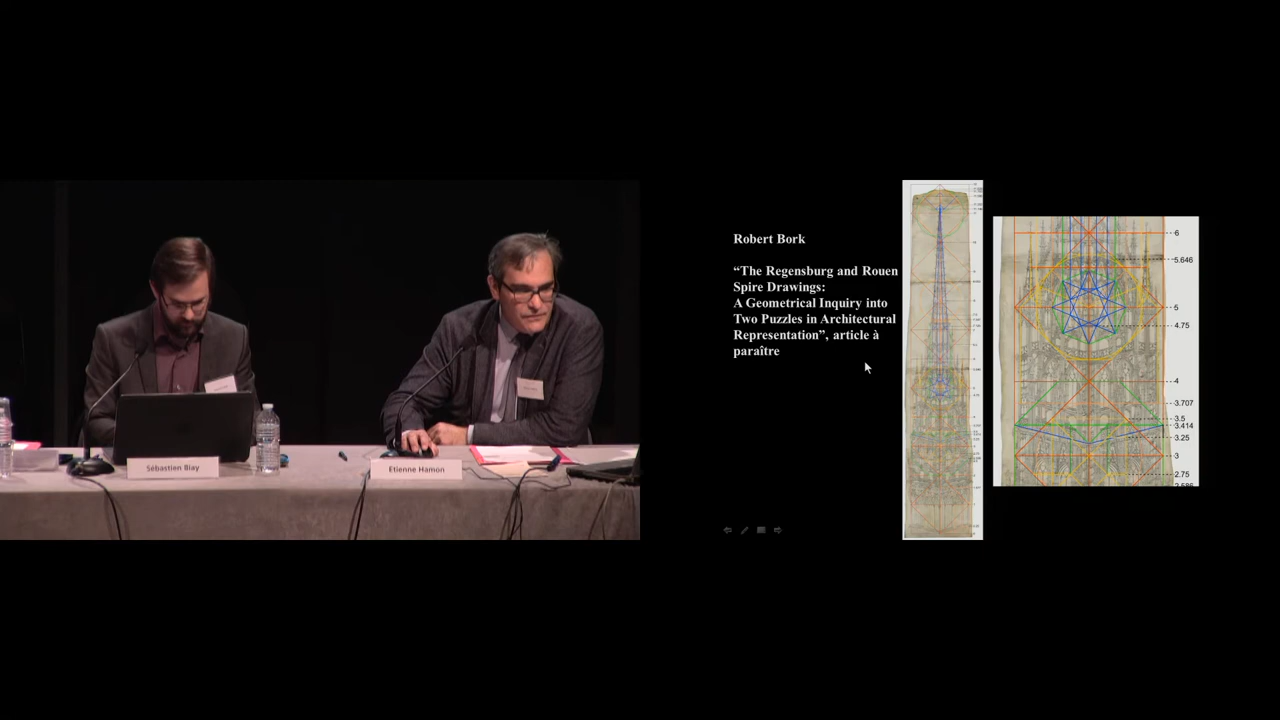 Robert Bork
“The Regensburg and Rouen
Spire Drawings:
A Geometrical Inquiry into
Two Puzzles in Architectural
Representation”, article à
paraître
6
5.646
5
4.75
4
3.707
3.5
3.414
3.25
3
2.75
Sébastien Biay
Etienne Hamon